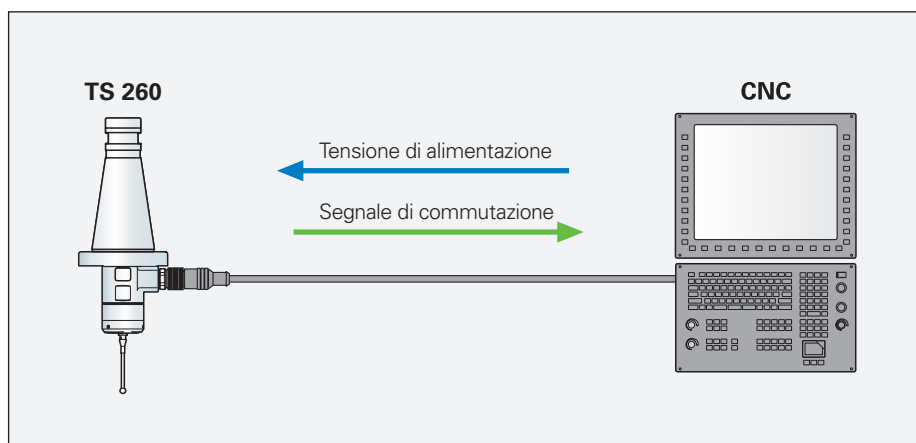 TS 260
CNC
Tensione di alimentazione
Segnale di commutazione